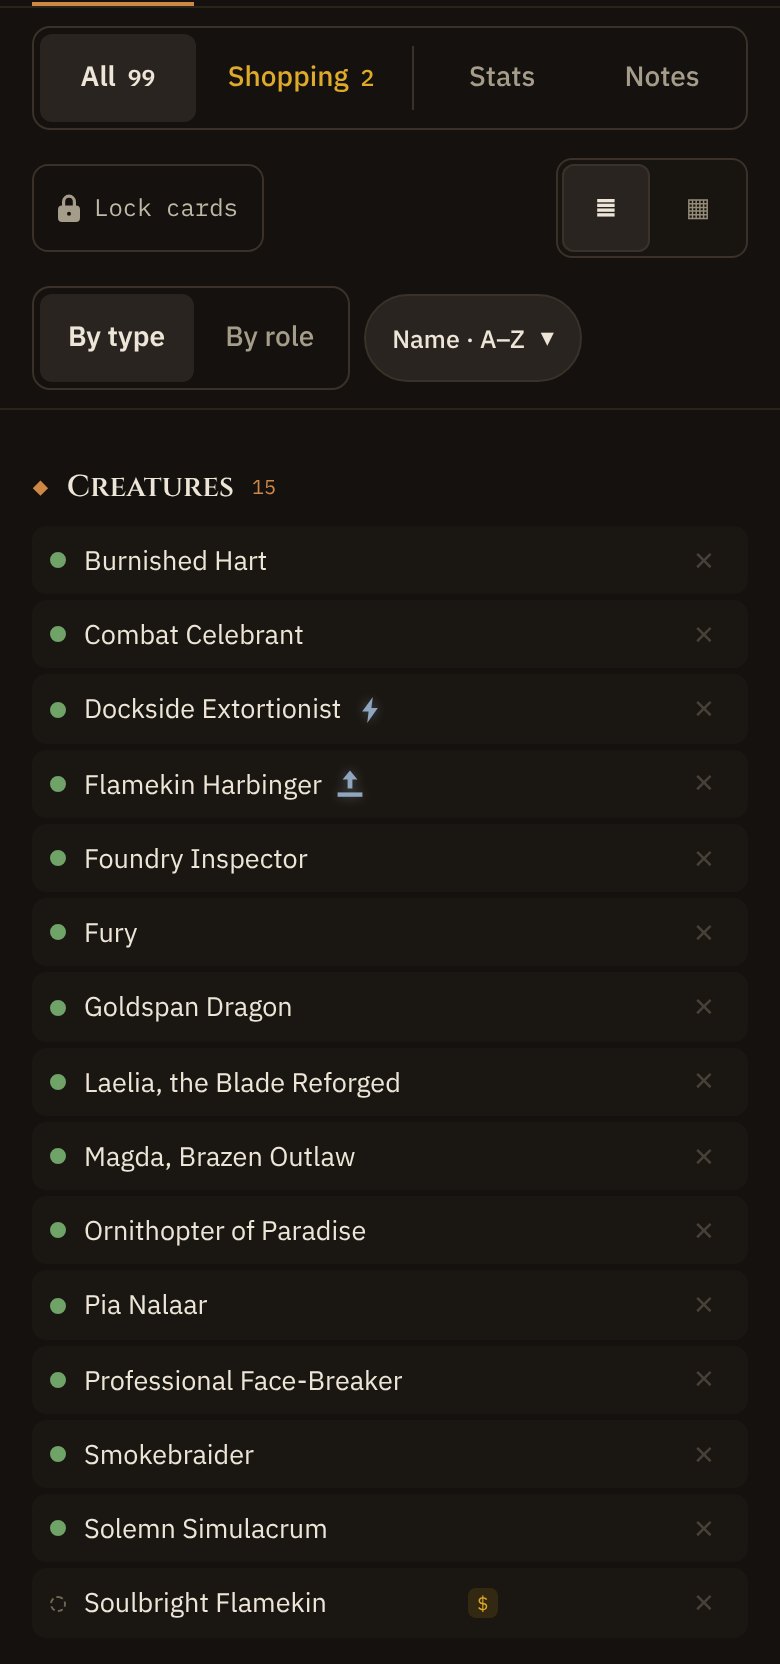 All 99 Shopping 2 Stats Notes
Lock cards
By type By role Name · A–Z ▼
CREATURES 15
Burnished Hart
Combat Celebrant
Dockside Extortionist
Flamekin Harbinger
Foundry Inspector
Fury
Goldspan Dragon
Laelia, the Blade Reforged
Magda, Brazen Outlaw
Ornithopter of Paradise
Pia Nalaar
Professional Face-Breaker
Smokebraider
Solemn Simulacrum
Soulbright Flamekin $